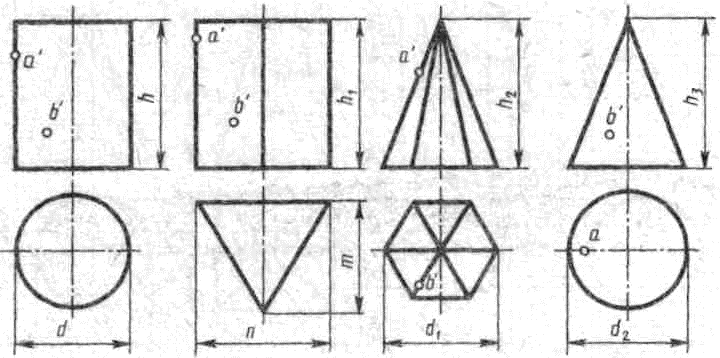 a'
b'
h
a'
b'
h₁
a'
h₂
b'
h₃
d
m
n
b'
d₁
a
d₂